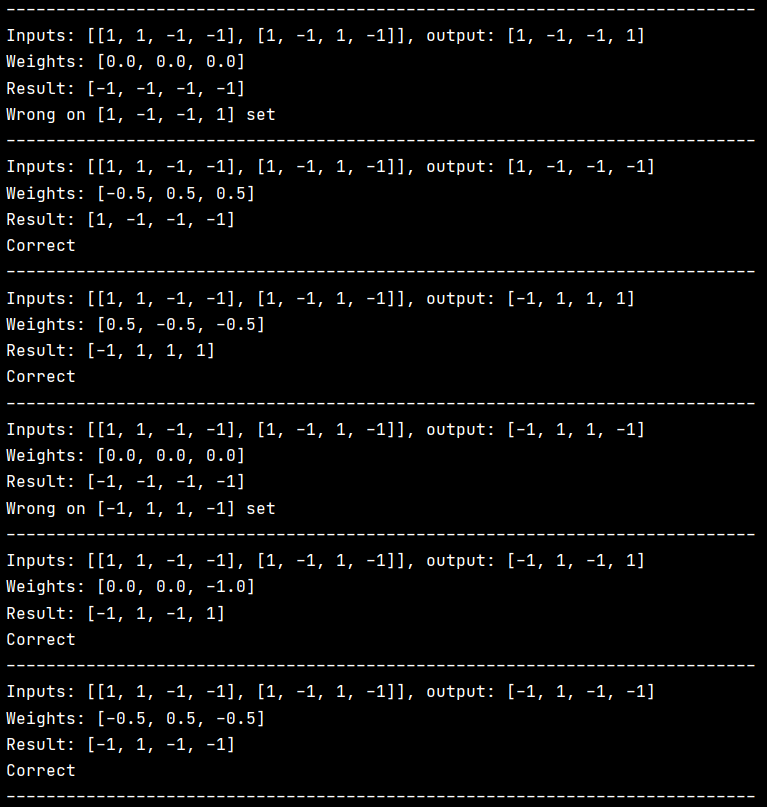 ---------------------------------------------------------------------------
Inputs: [[1, 1, -1, -1], [1, -1, 1, -1]], output: [1, -1, -1, 1]
Weights: [0.0, 0.0, 0.0]
Result: [-1, -1, -1, -1]
Wrong on [1, -1, -1, 1] set
---------------------------------------------------------------------------
Inputs: [[1, 1, -1, -1], [1, -1, 1, -1]], output: [1, -1, -1, -1]
Weights: [-0.5, 0.5, 0.5]
Result: [1, -1, -1, -1]
Correct
---------------------------------------------------------------------------
Inputs: [[1, 1, -1, -1], [1, -1, 1, -1]], output: [-1, 1, 1, 1]
Weights: [0.5, -0.5, -0.5]
Result: [-1, 1, 1, 1]
Correct
---------------------------------------------------------------------------
Inputs: [[1, 1, -1, -1], [1, -1, 1, -1]], output: [-1, 1, 1, -1]
Weights: [0.0, 0.0, 0.0]
Result: [-1, -1, -1, -1]
Wrong on [-1, 1, 1, -1] set
---------------------------------------------------------------------------
Inputs: [[1, 1, -1, -1], [1, -1, 1, -1]], output: [-1, 1, -1, 1]
Weights: [0.0, 0.0, -1.0]
Result: [-1, 1, -1, 1]
Correct
---------------------------------------------------------------------------
Inputs: [[1, 1, -1, -1], [1, -1, 1, -1]], output: [-1, 1, -1, -1]
Weights: [-0.5, 0.5, -0.5]
Result: [-1, 1, -1, -1]
Correct
---------------------------------------------------------------------------